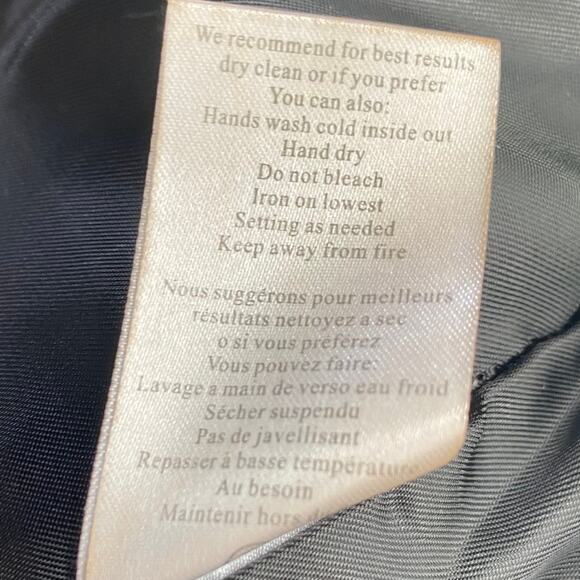 We recommend for best results
dry clean or if you prefer
You can also:
Hands wash cold inside out
Hand dry
Do not bleach
Iron on lowest
Setting as needed
Keep away from fire
Nous suggérons pour meilleurs
résultats nettoyez a sec
o si vous préférez
Vous pouvez faire:
Lavage a main de verso eau froid
Sécher suspendu
Pas de javellisant
Repasser à basse température
Au besoin
Maintenir hors